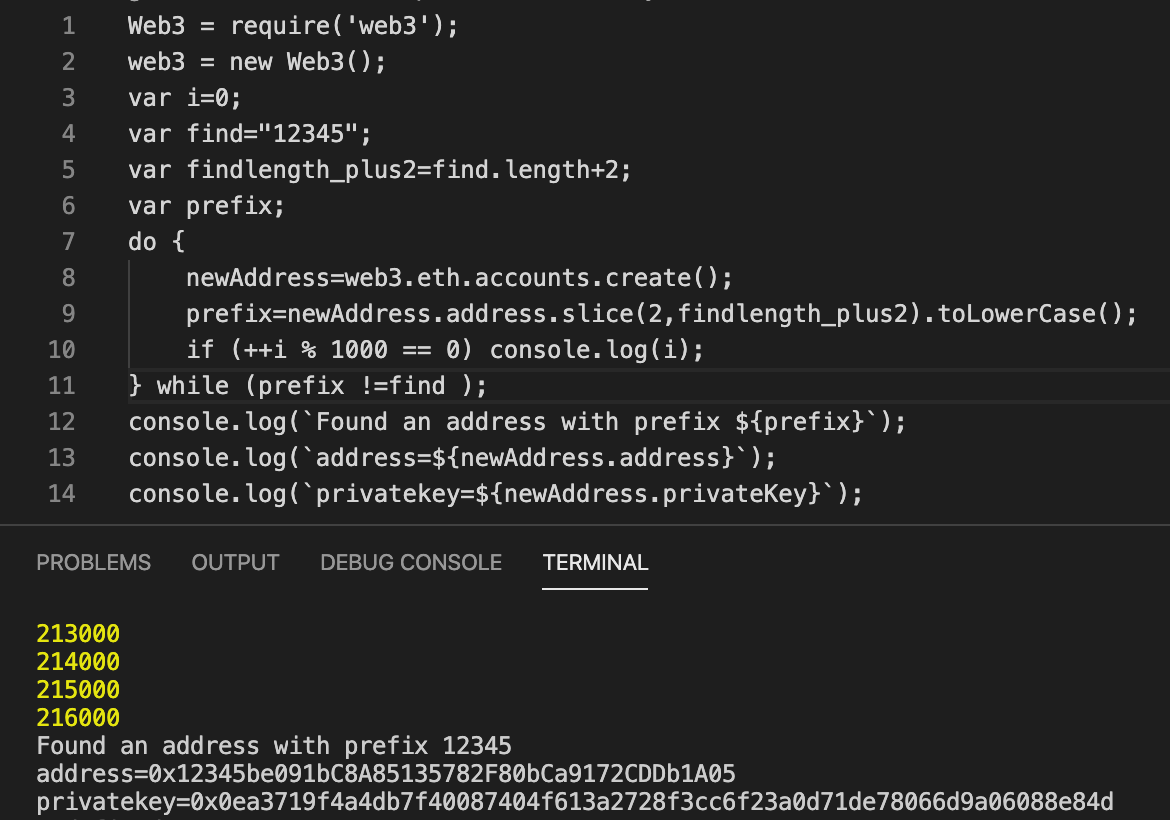 1 Web3 = require('web3');
2 web3 = new Web3();
3 var i=0;
4 var find="12345";
5 var findlength_plus2=find.length+2;
6 var prefix;
7 do {
8 newAddress=web3.eth.accounts.create();
9 prefix=newAddress.address.slice(2,findlength_plus2).toLowerCase();
10 if (++i % 1000 == 0) console.log(i);
11 } while (prefix !=find );
12 console.log(`Found an address with prefix ${prefix}`);
13 console.log(`address=${newAddress.address}`);
14 console.log(`privatekey=${newAddress.privateKey}`);
PROBLEMS OUTPUT DEBUG CONSOLE TERMINAL
213000
214000
215000
216000
Found an address with prefix 12345
address=0x12345be091bC8A85135782F80bCa9172CDDb1A05
privatekey=0x0ea3719f4a4db7f40087404f613a2728f3cc6f23a0d71de78066d9a06088e84d